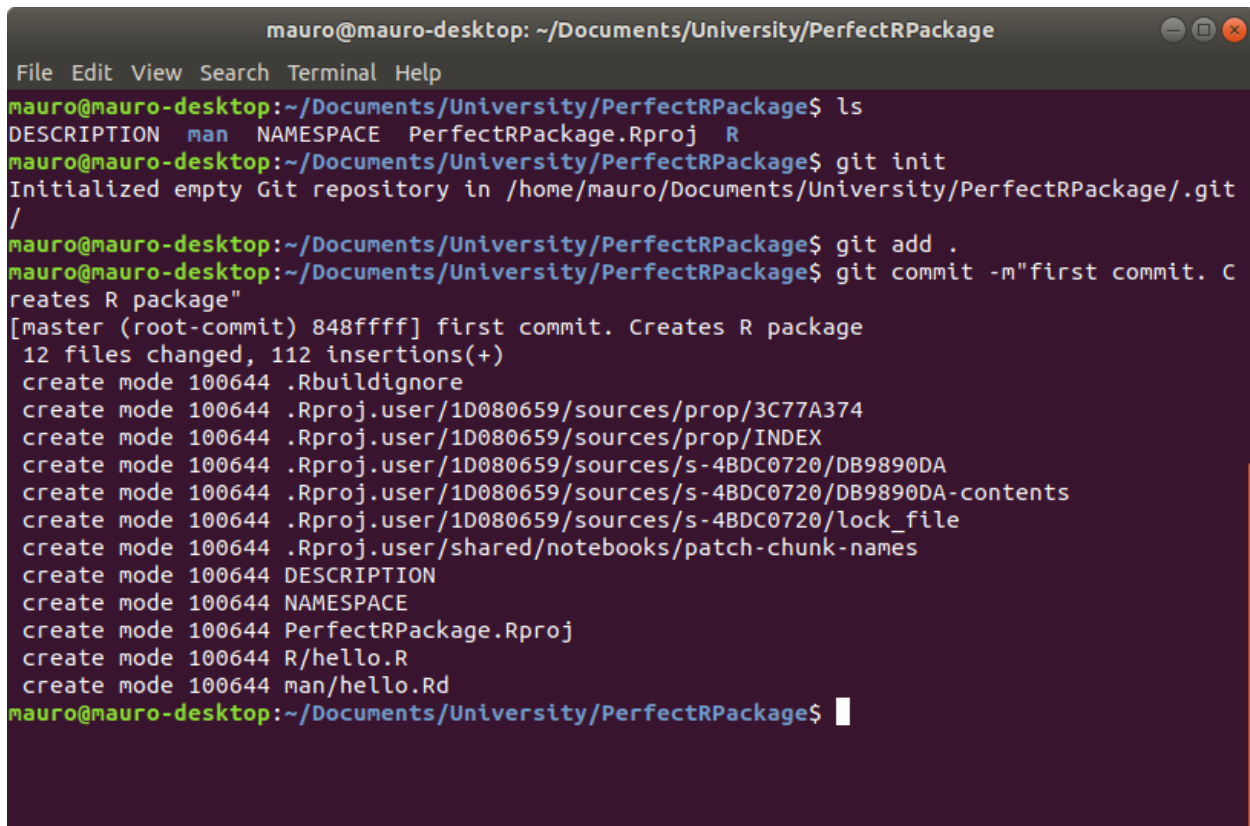 mauro@mauro-desktop: ~/Documents/University/PerfectRPackage
File Edit View Search Terminal Help
mauro@mauro-desktop:~/Documents/University/PerfectRPackage$ ls
DESCRIPTION  man  NAMESPACE  PerfectRPackage.Rproj  R
mauro@mauro-desktop:~/Documents/University/PerfectRPackage$ git init
Initialized empty Git repository in /home/mauro/Documents/University/PerfectRPackage/.git
/
mauro@mauro-desktop:~/Documents/University/PerfectRPackage$ git add .
mauro@mauro-desktop:~/Documents/University/PerfectRPackage$ git commit -m"first commit. C
reates R package"
[master (root-commit) 848ffff] first commit. Creates R package
 12 files changed, 112 insertions(+)
 create mode 100644 .Rbuildignore
 create mode 100644 .Rproj.user/1D080659/sources/prop/3C77A374
 create mode 100644 .Rproj.user/1D080659/sources/prop/INDEX
 create mode 100644 .Rproj.user/1D080659/sources/s-4BDC0720/DB9890DA
 create mode 100644 .Rproj.user/1D080659/sources/s-4BDC0720/DB9890DA-contents
 create mode 100644 .Rproj.user/1D080659/sources/s-4BDC0720/lock_file
 create mode 100644 .Rproj.user/shared/notebooks/patch-chunk-names
 create mode 100644 DESCRIPTION
 create mode 100644 NAMESPACE
 create mode 100644 PerfectRPackage.Rproj
 create mode 100644 R/hello.R
 create mode 100644 man/hello.Rd
mauro@mauro-desktop:~/Documents/University/PerfectRPackage$